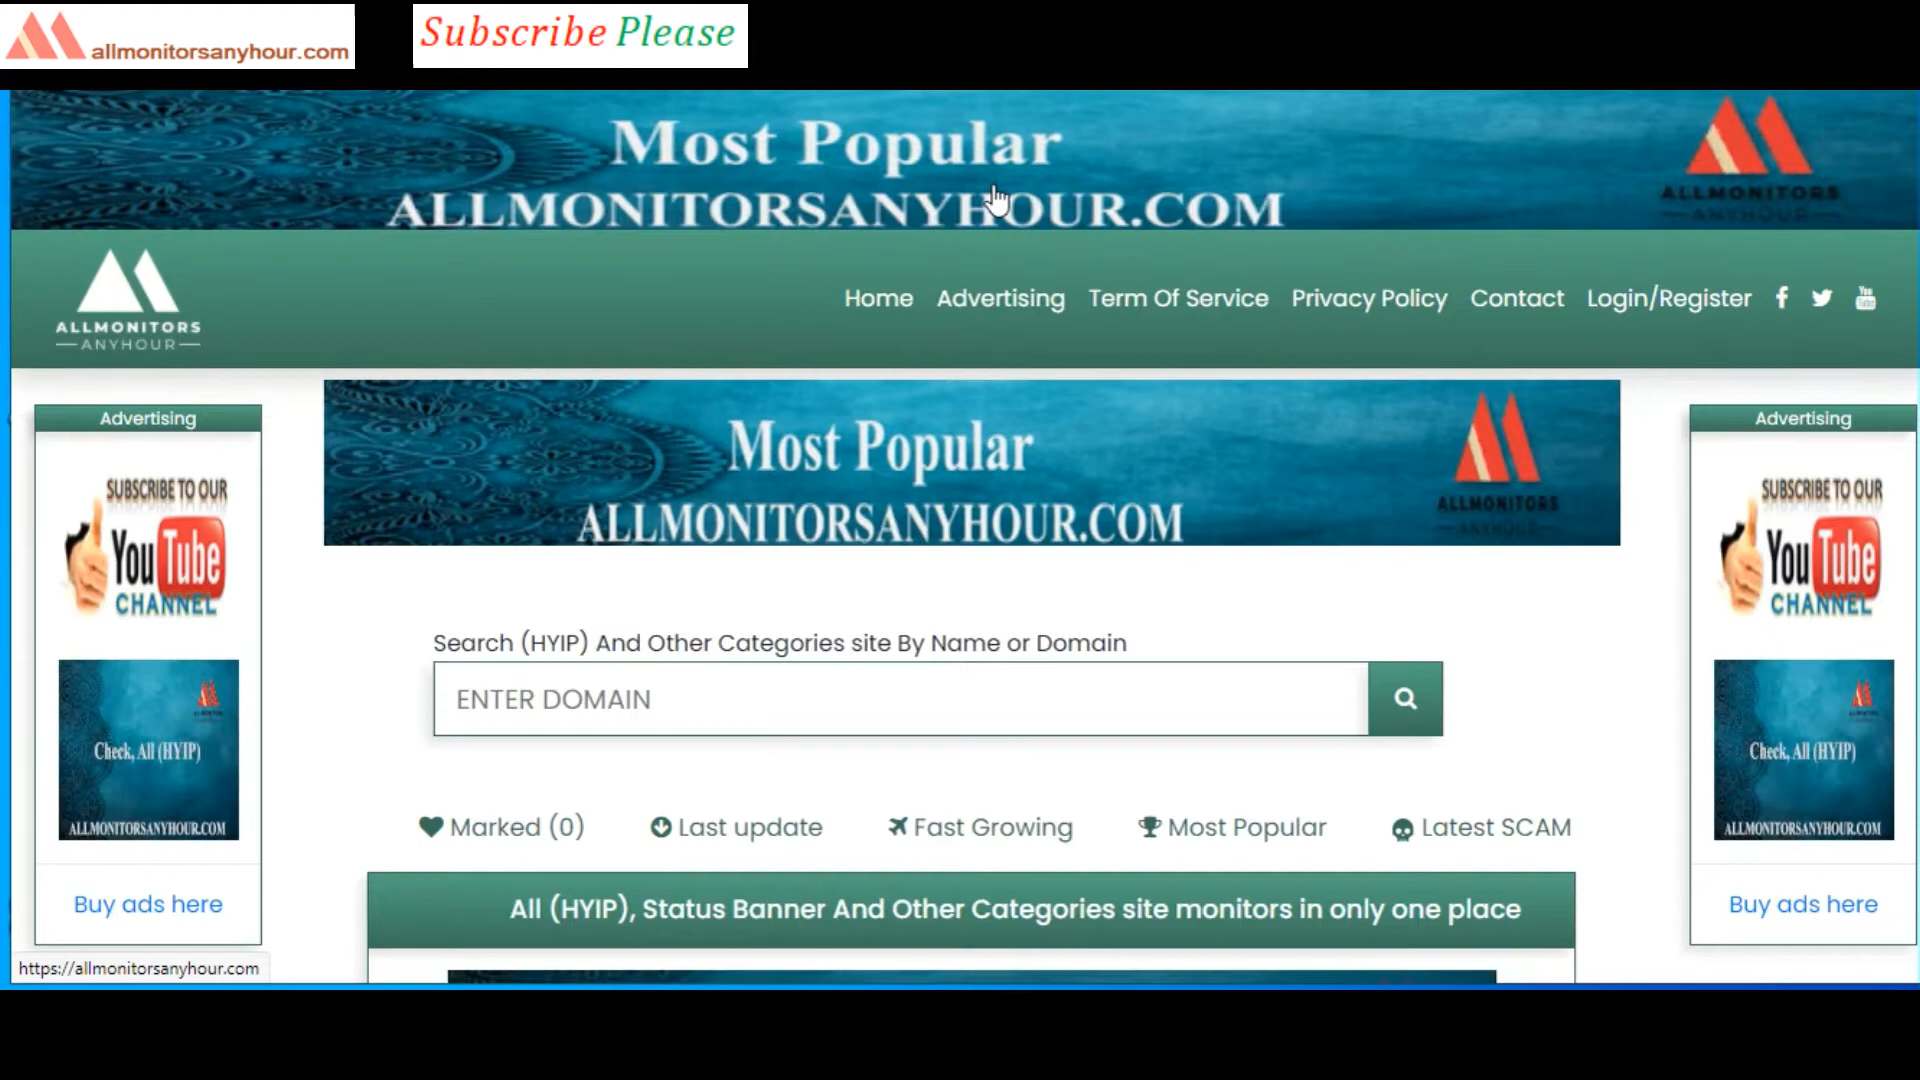 allmonitorsanyhour.com
Subscribe Please
Most Popular
ALLMONITORSANYHOUR.COM
ALLMONITORS
ANYHOUR
ALLMONITORS
ANYHOUR
Home Advertising Term Of Service Privacy Policy Contact Login/Register
You
Tube
Advertising
SUBSCRIBE TO OUR
YouTube
CHANNEL
Check, All (HYIP)
ALLMONITORSANYHOUR.COM
Buy ads here
Most Popular
ALLMONITORSANYHOUR.COM
ALLMONITORS
ANYHOUR
Search (HYIP) And Other Categories site By Name or Domain
ENTER DOMAIN
Marked (0) Last update Fast Growing Most Popular Latest SCAM
All (HYIP), Status Banner And Other Categories site monitors in only one place
Advertising
SUBSCRIBE TO OUR
YouTube
CHANNEL
Check, All (HYIP)
ALLMONITORSANYHOUR.COM
Buy ads here
https://allmonitorsanyhour.com